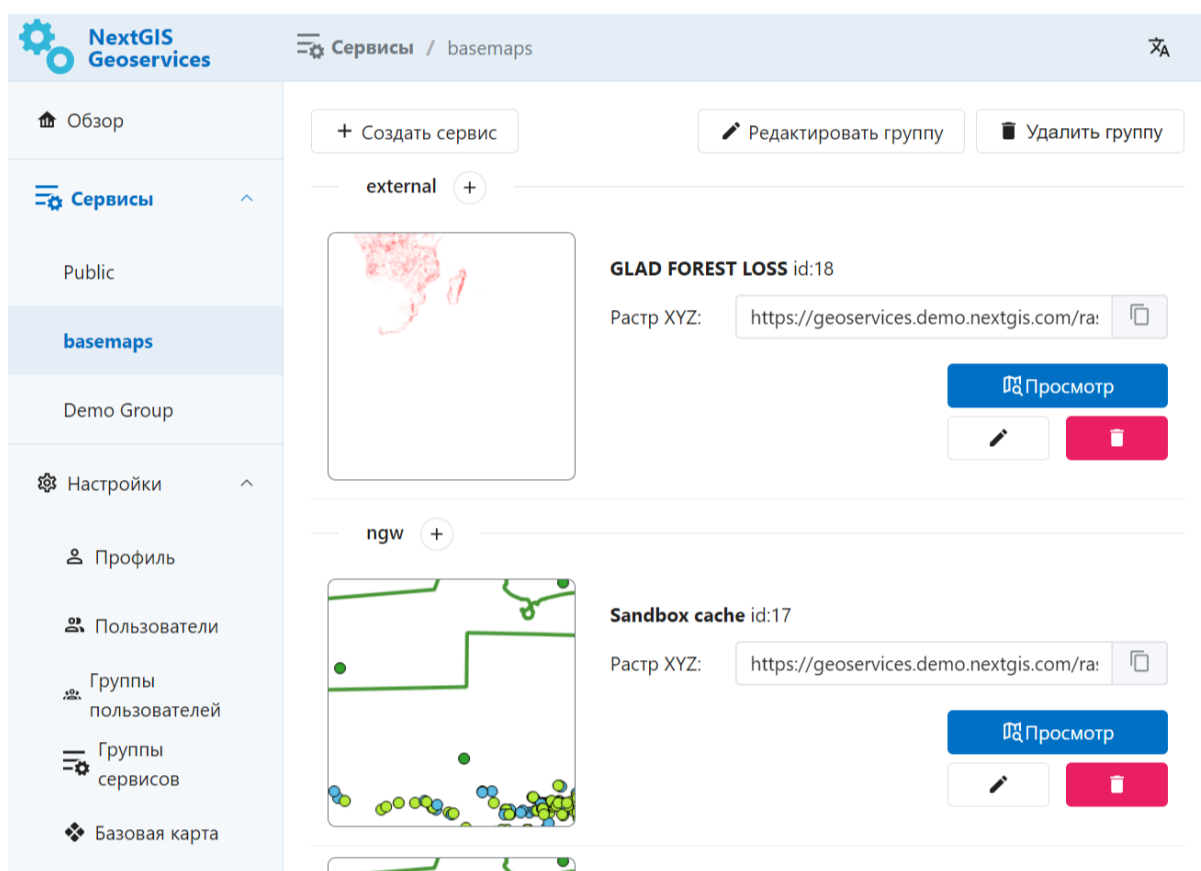 NextGIS
Geoservices
Сервисы / basemaps
Обзор
Сервисы
Public
basemaps
Demo Group
Настройки
Профиль
Пользователи
Группы
пользователей
Группы
сервисов
Базовая карта
+ Создать сервис
Редактировать группу
Удалить группу
external +
GLAD FOREST LOSS id:18
Растр XYZ: https://geoservices.demo.nextgis.com/ra
Просмотр
ngw +
Sandbox cache id:17
Растр XYZ: https://geoservices.demo.nextgis.com/ra
Просмотр